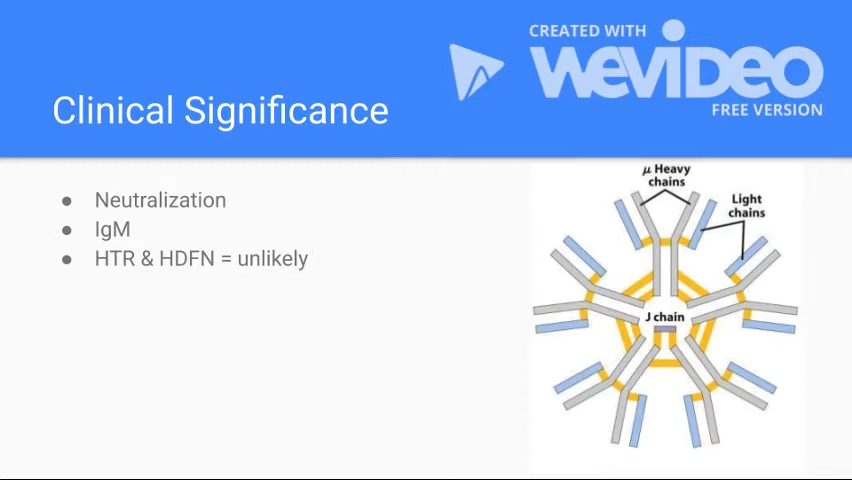 CREATED WITH
WEVIDEO
FREE VERSION
Clinical Significance
● Neutralization
● IgM
● HTR & HDFN = unlikely
μ Heavy
chains
Light
chains
J chain